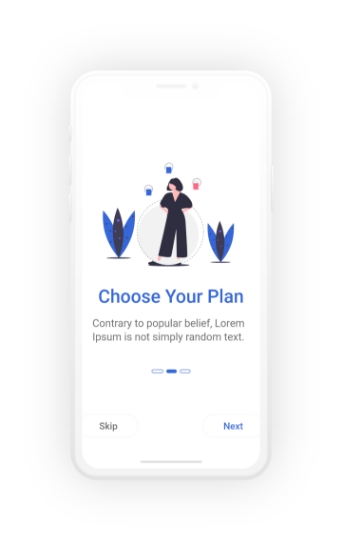 Choose Your Plan
Contrary to popular belief, Lorem
Ipsum is not simply random text.
Skip
Next